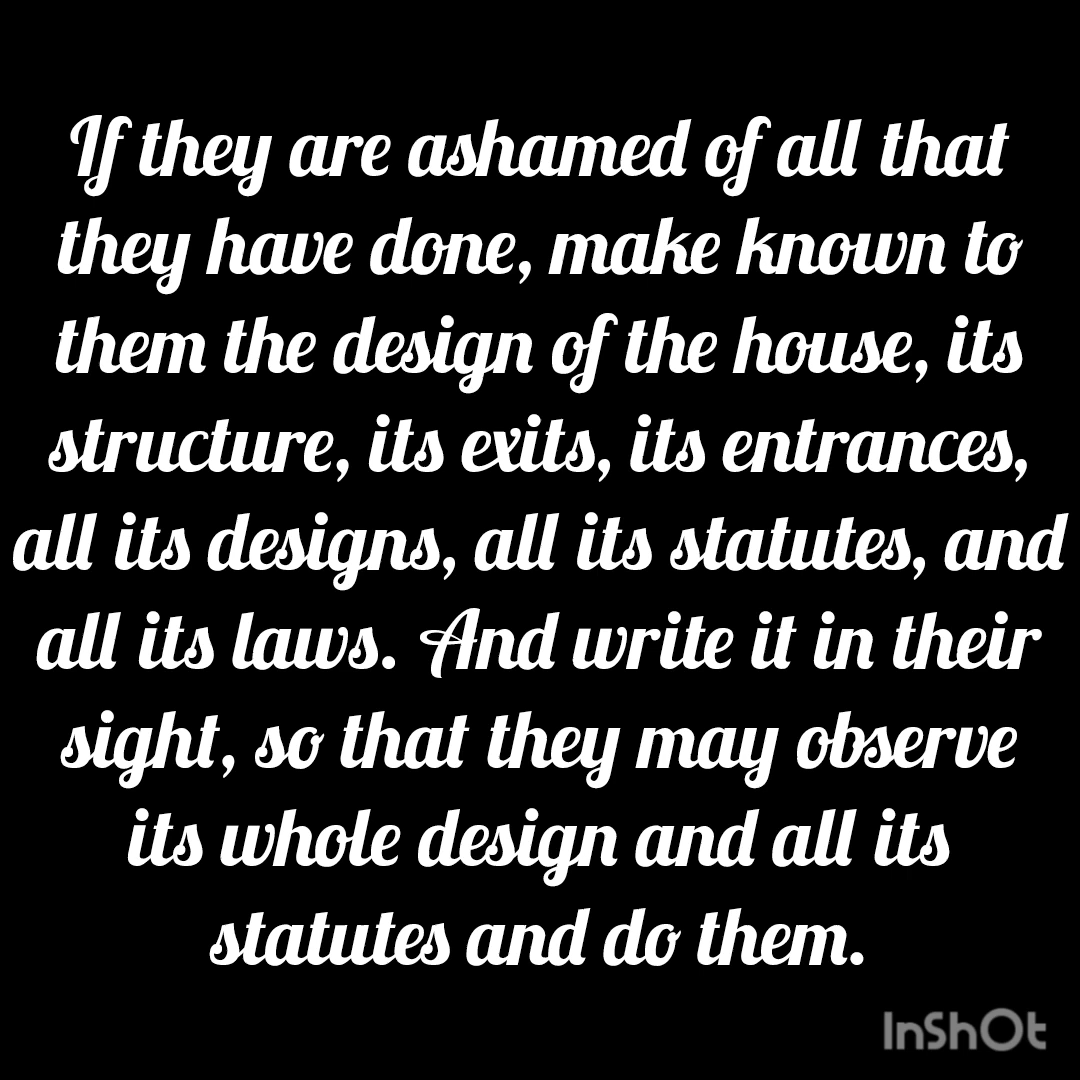 If they are ashamed of all that
they have done, make known to
them the design of the house, its
structure, its exits, its entrances,
all its designs, all its statutes, and
all its laws. And write it in their
sight, so that they may observe
its whole design and all its
statutes and do them.
InShOt